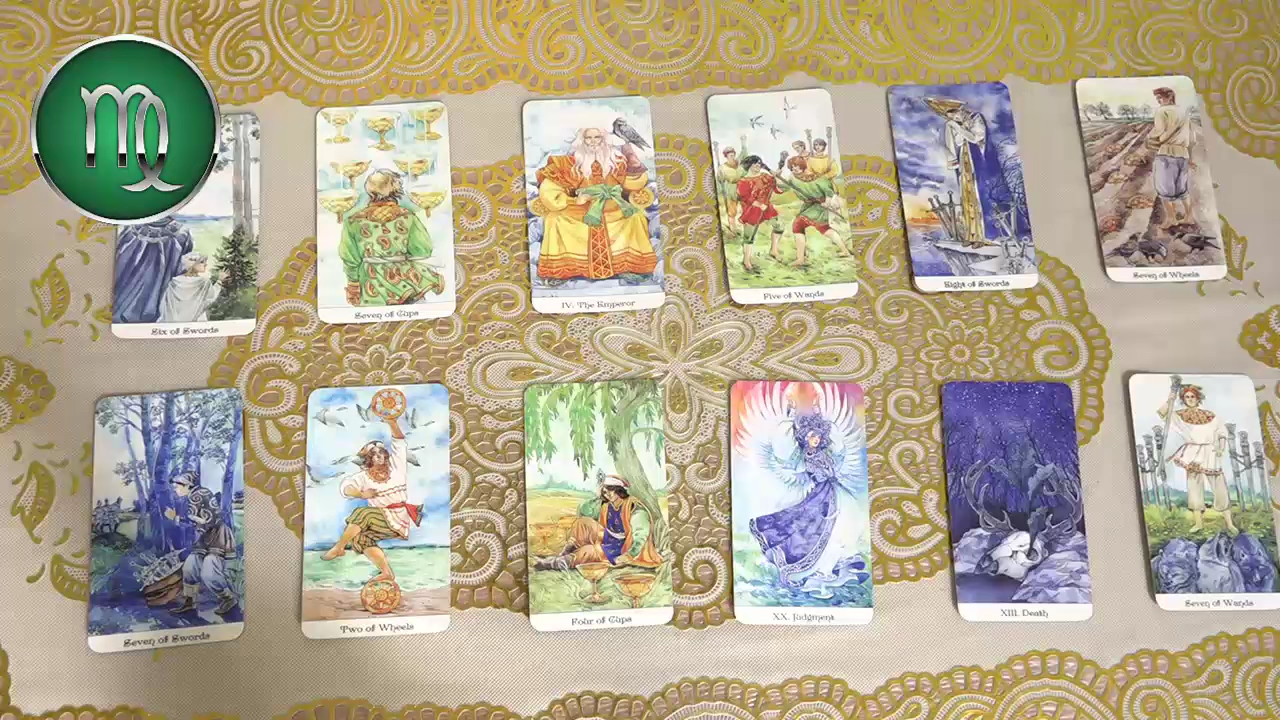 Six of Swords
Seven of Cups
IV. The Emperor
Five of Wands
Eight of Swords
Seven of Wheels
Seven of Swords
Two of Wheels
Four of Cups
XX. Judgment
XIII. Death
Seven of Wands